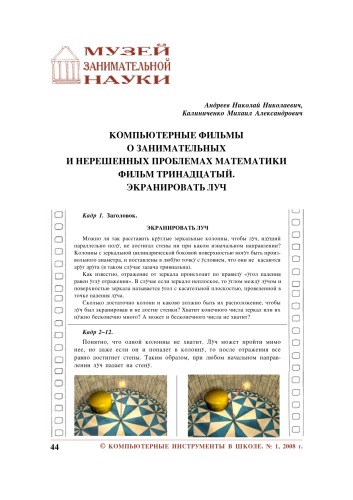 МУЗЕЙ
ЗАНИМАТЕЛЬНОЙ
НАУКИ
Андреев Николай Николаевич,
Калиниченко Михаил Александрович
КОМПЬЮТЕРНЫЕ ФИЛЬМЫ
О ЗАНИМАТЕЛЬНЫХ
И НЕРЕШЕННЫХ ПРОБЛЕМАХ МАТЕМАТИКИ
ФИЛЬМ ТРИНАДЦАТЫЙ.
ЭКРАНИРОВАТЬ ЛУЧ
Кадр 1. Заголовок.
ЭКРАНИРОВАТЬ ЛУЧ
Можно ли так расставить круглые зеркальные колонны, чтобы луч, идущий
параллельно полу, не достиг стены ни при каком изначальном направлении?
Колонны с зеркальной цилиндрической боковой поверхностью могут быть произ-
вольного диаметра, и поставлены в любую точку с условием, что они не касаются
друг друга (в таком случае задача тривиальна).
Как известно, отражение от зеркала происходит по правилу «угол падения
равен углу отражения». В случае если зеркало неплоское, то углом между лучом и
поверхностью зеркала называется угол с касательной плоскостью, проведенной в
точке падения луча.
Сколько достаточно колонн и каково должно быть их расположение, чтобы
луч был экранирован и не достиг стенки? Хватит конечного числа зеркал или их
нужно бесконечно много? А может и бесконечного числа не хватит?
Кадр 2–12.
Понятно, что одной колонны не хватит. Луч может пройти мимо
нее, но даже если он и попадет в колонну, то после отражения все
равно достигнет стены. Таким образом, при любом начальном направ-
лении луч падает на стену.
44
© КОМПЬЮТЕРНЫЕ ИНСТРУМЕНТЫ В ШКОЛЕ. № 1, 2008 г.